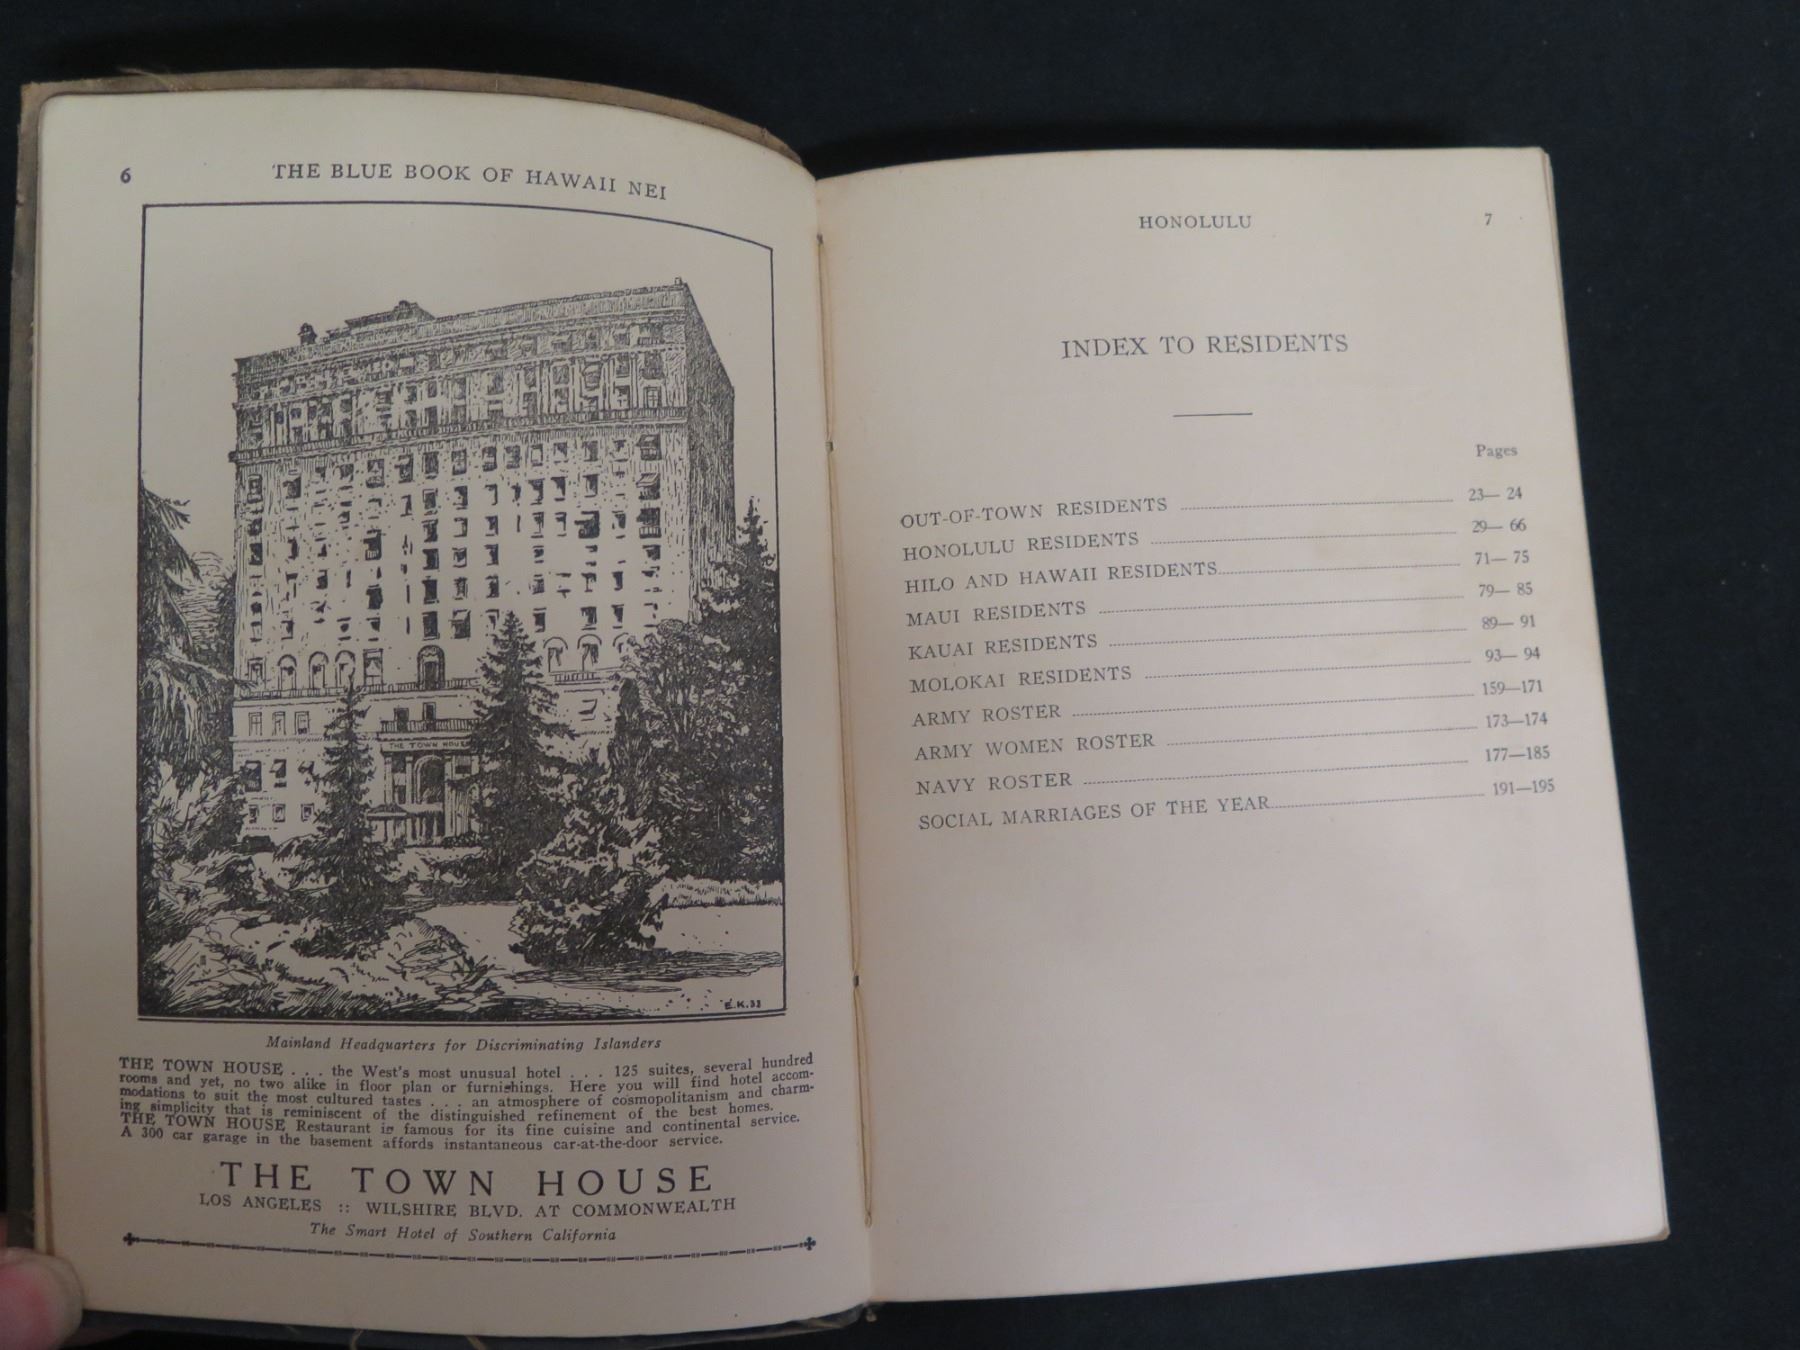 6
THE BLUE BOOK OF HAWAII NEI
THE TOWN HOUSE
E.K.33
Mainland Headquarters for Discriminating Islanders
THE TOWN HOUSE . . . the West's most unusual hotel . . . 125 suites, several hundred
rooms and yet, no two alike in floor plan or furnishings. Here you will find hotel accom-
modations to suit the most cultured tastes . . . an atmosphere of cosmopolitanism and charm-
ing simplicity that is reminiscent of the distinguished refinement of the best homes.
THE TOWN HOUSE Restaurant is famous for its fine cuisine and continental service.
A 300 car garage in the basement affords instantaneous car-at-the-door service.
THE TOWN HOUSE
LOS ANGELES :: WILSHIRE BLVD. AT COMMONWEALTH
The Smart Hotel of Southern California
HONOLULU 7
INDEX TO RESIDENTS
Pages
OUT-OF-TOWN RESIDENTS 23— 24
HONOLULU RESIDENTS 29— 66
HILO AND HAWAII RESIDENTS 71— 75
MAUI RESIDENTS 79— 85
KAUAI RESIDENTS 89— 91
MOLOKAI RESIDENTS 93— 94
ARMY ROSTER 159—171
ARMY WOMEN ROSTER 173—174
NAVY ROSTER 177—185
SOCIAL MARRIAGES OF THE YEAR 191—195